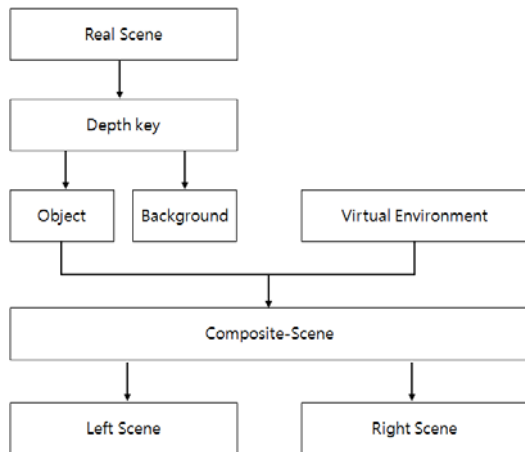 Real Scene
Depth key
Object
Background
Virtual Environment
Composite-Scene
Left Scene
Right Scene